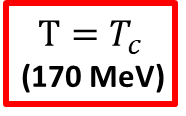 T = T_c
(170 MeV)